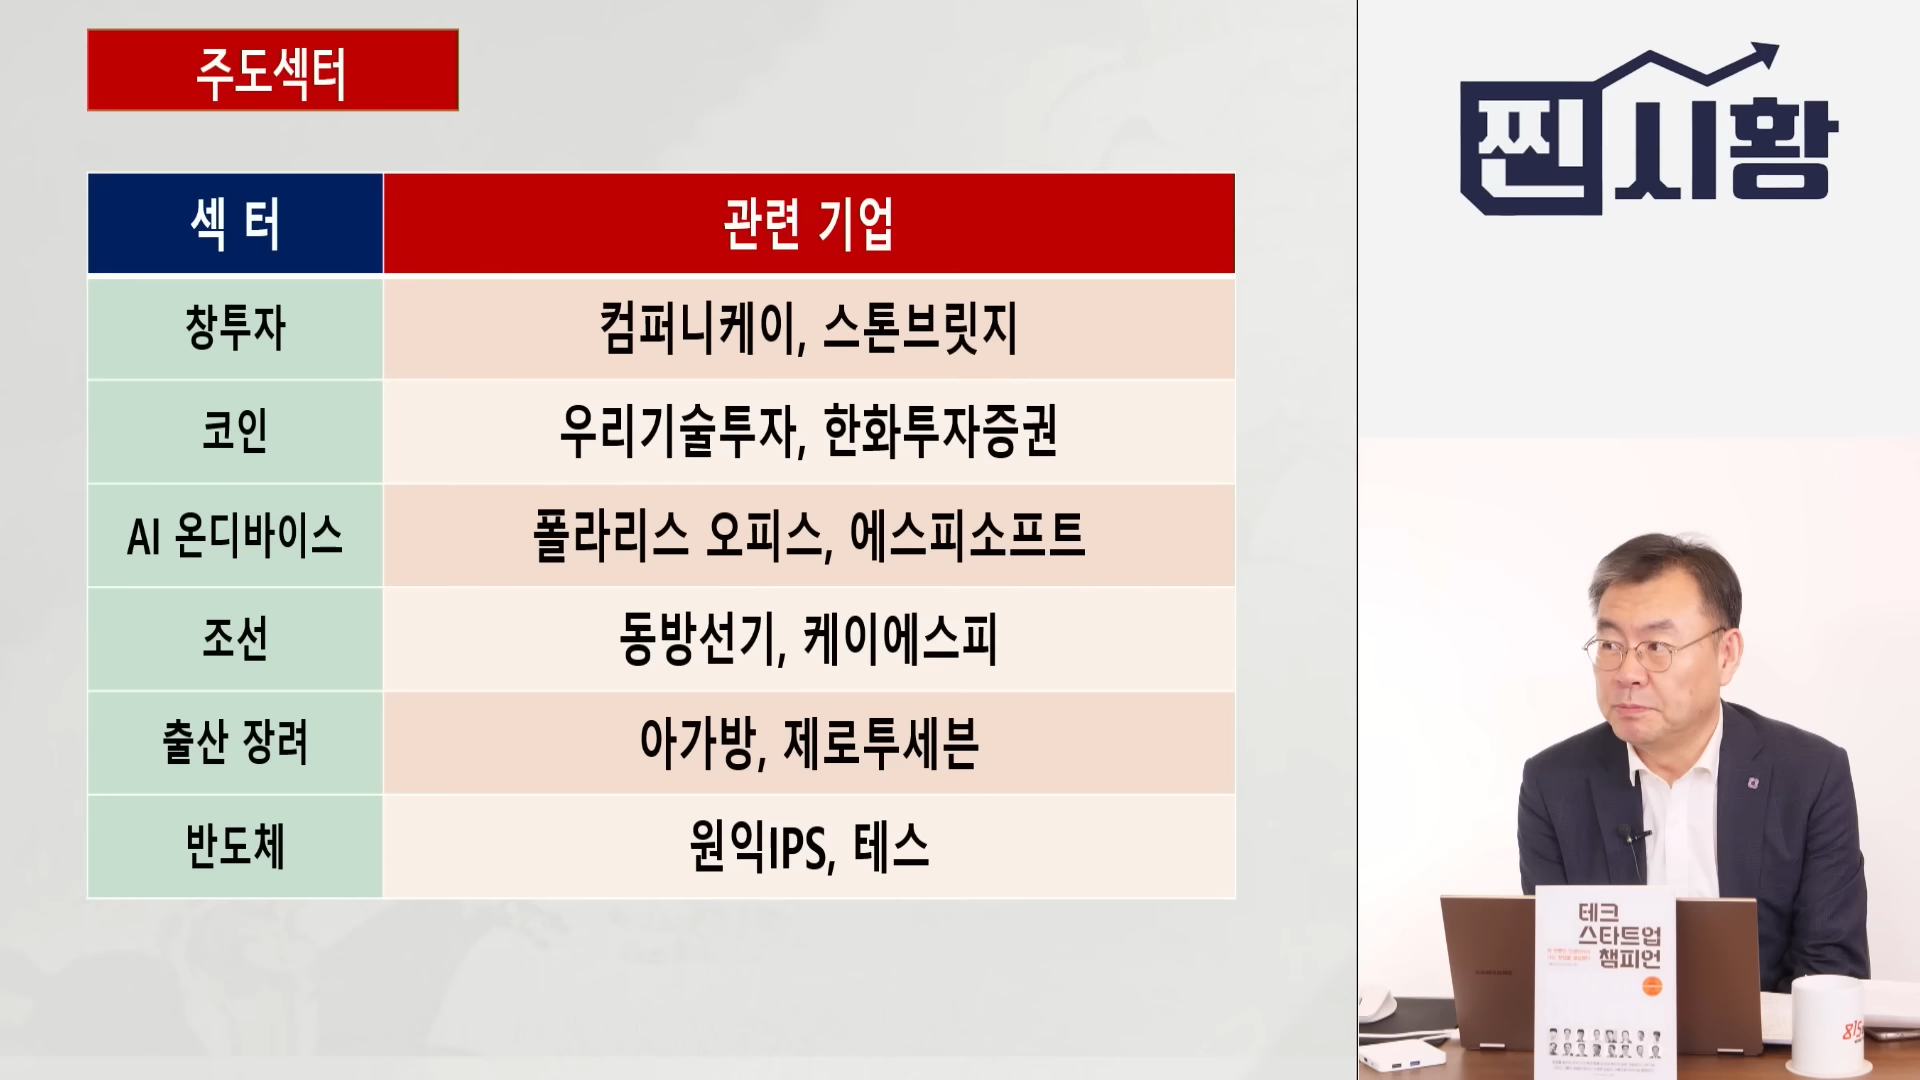 주도섹터
섹 터
관련 기업
창투자
컴퍼니케이, 스톤브릿지
코인
우리기술투자, 한화투자증권
AI 온디바이스
폴라리스 오피스, 에스피소프트
조선
동방선기, 케이에스피
출산 장려
아가방, 제로투세븐
반도체
원익IPS, 테스
찐시황
SAMSUNG
테크
스타트업
챔피언